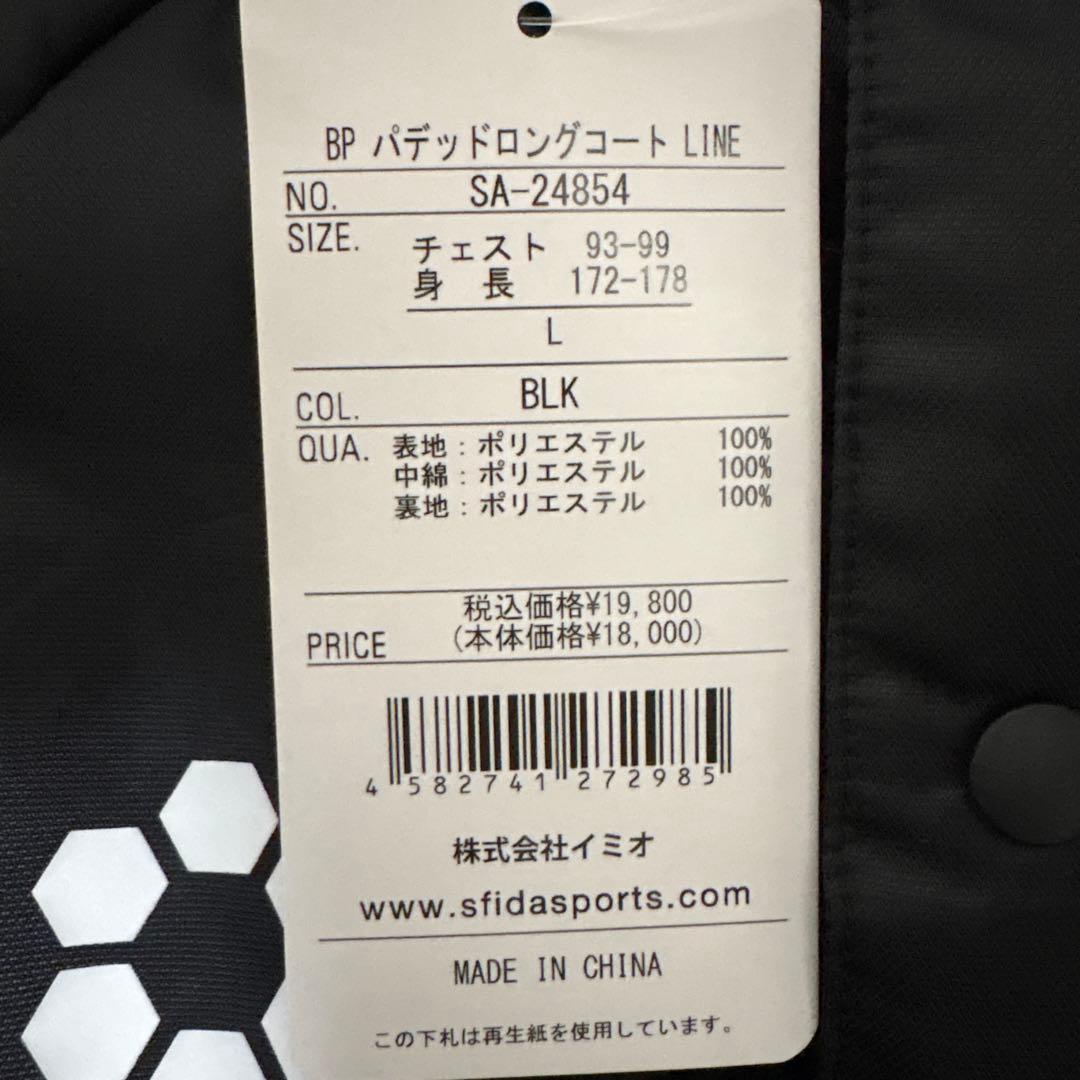 BP パデッドロングコート LINE
NO. SA-24854
SIZE. チェスト 93-99
身 長 172-178
L
COL. BLK
QUA. 表地：ポリエステル 100%
中綿：ポリエステル 100%
裏地：ポリエステル 100%
税込価格¥19,800
PRICE (本体価格¥18,000)
4 582741 272985
株式会社イミオ
www.sfidasports.com
MADE IN CHINA
この下札は再生紙を使用しています。